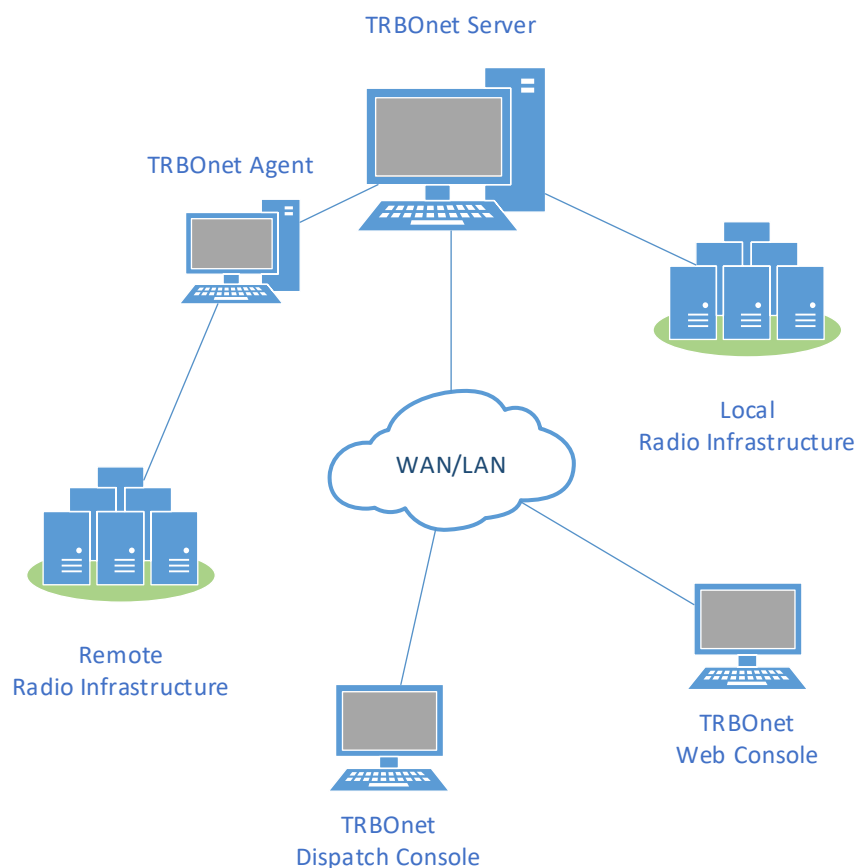 TRBOnet Server
TRBOnet Agent
Local
Radio Infrastructure
WAN/LAN
Remote
Radio Infrastructure
TRBOnet
Web Console
TRBOnet
Dispatch Console